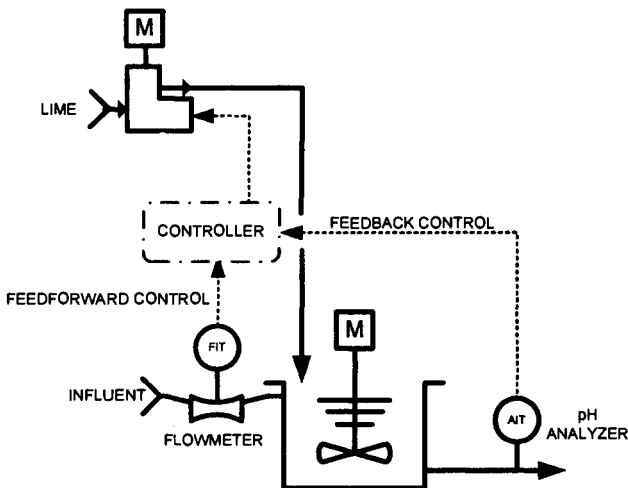 M
LIME
CONTROLLER
FEEDBACK CONTROL
FEEDFORWARD CONTROL
FIT
M
INFLUENT
FLOWMETER
AIT
pH
ANALYZER